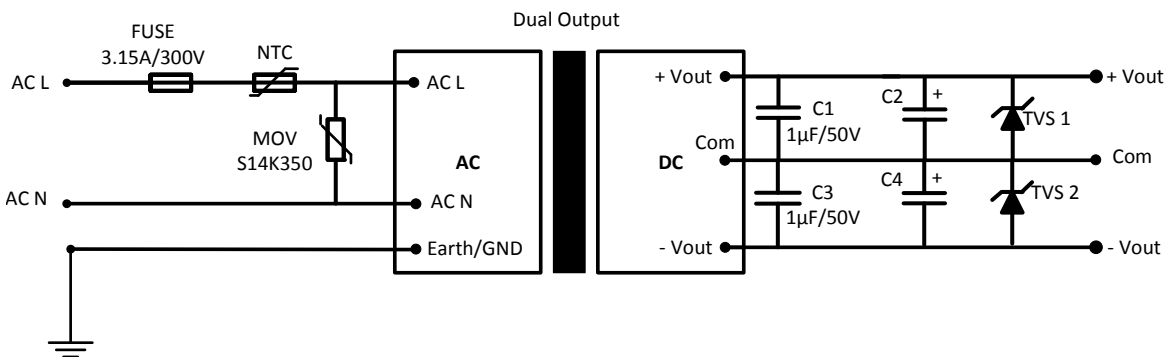 Dual Output
FUSE
3.15A/300V
NTC
AC L
AC L
+ Vout
C1
1µF/50V
C2
+
TVS 1
+ Vout
MOV
S14K350
AC
DC
Com
Com
AC N
AC N
C3
1µF/50V
C4
+
TVS 2
Earth/GND
- Vout
- Vout